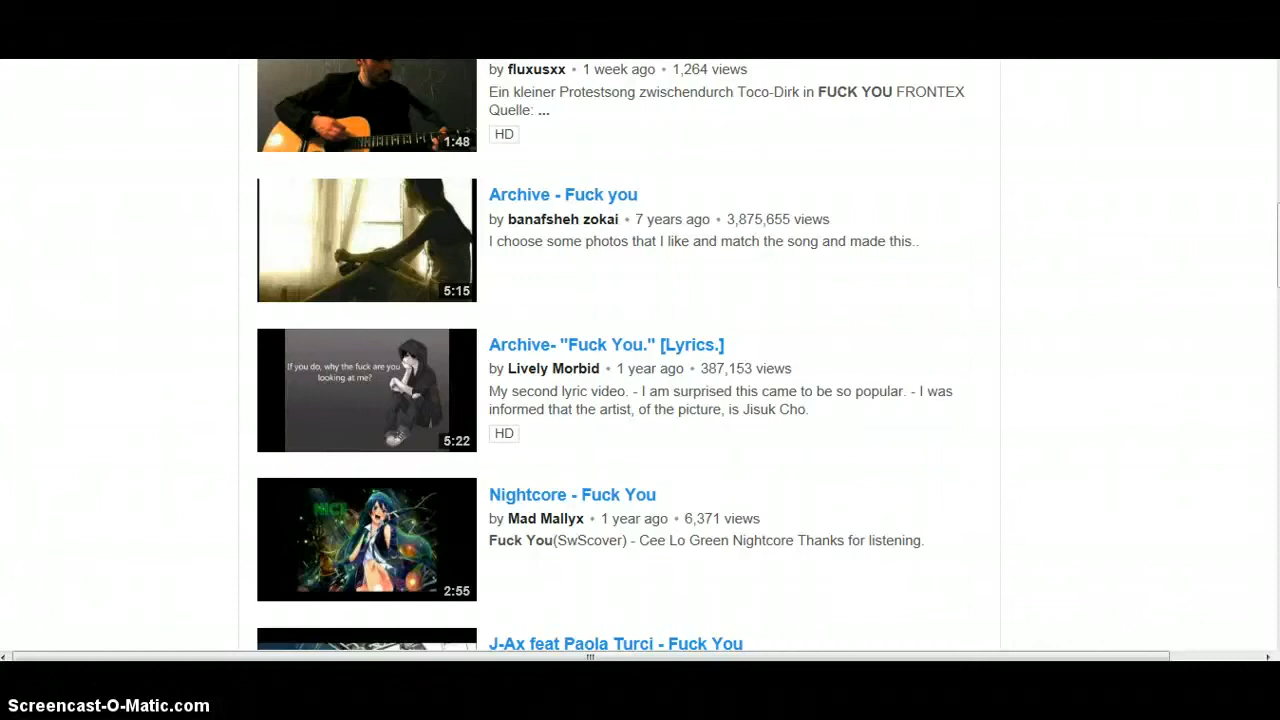 by fluxusxx • 1 week ago • 1,264 views
Ein kleiner Protestsong zwischendurch Toco-Dirk in FUCK YOU FRONTEX
Quelle: ...
HD
1:48
Archive - Fuck you
by banafsheh zokai • 7 years ago • 3,875,655 views
I choose some photos that I like and match the song and made this..
5:15
Archive- "Fuck You." [Lyrics.]
by Lively Morbid • 1 year ago • 387,153 views
If you do, why the fuck are you
looking at me?
My second lyric video. - I am surprised this came to be so popular. - I was
informed that the artist, of the picture, is Jisuk Cho.
HD
5:22
Nightcore - Fuck You
by Mad Mallyx • 1 year ago • 6,371 views
NICE
Fuck You(SwScover) - Cee Lo Green Nightcore Thanks for listening.
2:55
J-Ax feat Paola Turci - Fuck You
Screencast-O-Matic.com